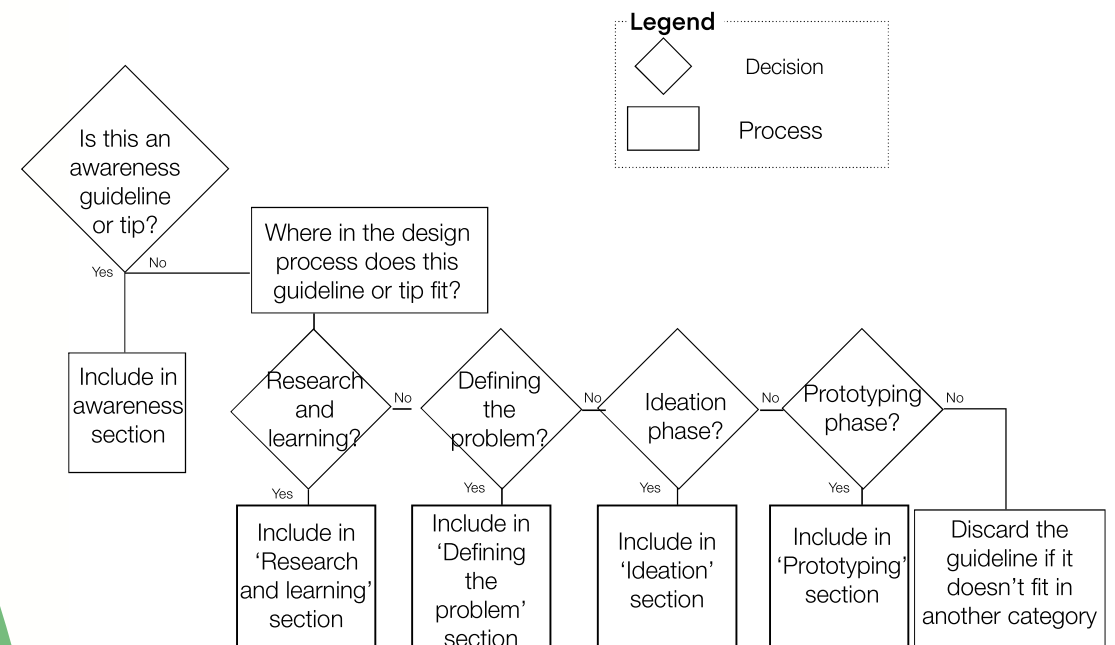 Legend
Decision
Process
Is this an
awareness
guideline
or tip?
Yes
No
Where in the design
process does this
guideline or tip fit?
Include in
awareness
section
Research
and
learning?
No
Defining
the
problem?
No
Ideation
phase?
No
Prototyping
phase?
No
Yes
Yes
Yes
Yes
Include in
‘Research
and learning’
section
Include in
‘Defining
the
problem’
section
Include in
‘Ideation’
section
Include in
‘Prototyping’
section
Discard the
guideline if it
doesn’t fit in
another category